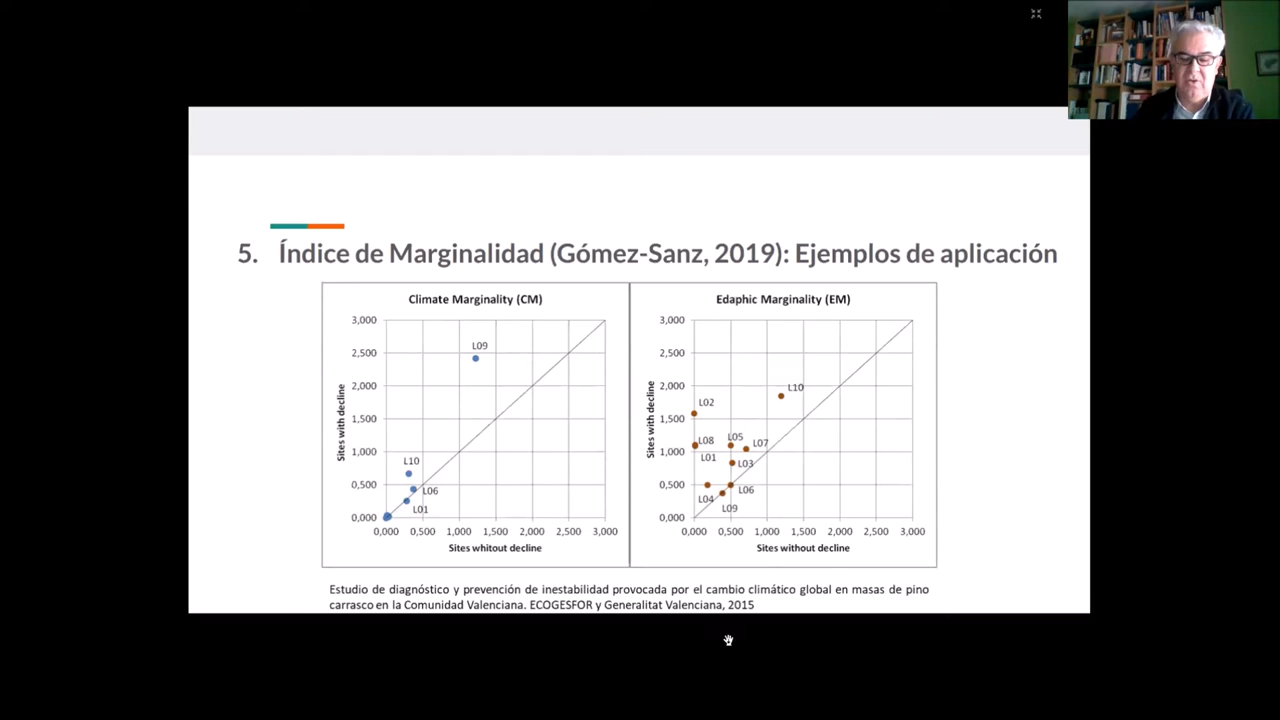 5. Índice de Marginalidad (Gómez-Sanz, 2019): Ejemplos de aplicación
Climate Marginality (CM)
3,000
2,500
2,000
1,500
1,000
0,500
0,000
Sites with decline
L09
L10
L06
L01
0,000 0,500 1,000 1,500 2,000 2,500 3,000
Sites whitout decline
Edaphic Marginality (EM)
3,000
2,500
2,000
1,500
1,000
0,500
0,000
Sites with decline
L10
L02
L08
L05
L07
L01
L03
L06
L04
L09
0,000 0,500 1,000 1,500 2,000 2,500 3,000
Sites without decline
Estudio de diagnóstico y prevención de inestabilidad provocada por el cambio climático global en masas de pino
carrasco en la Comunidad Valenciana. ECOGESFOR y Generalitat Valenciana, 2015